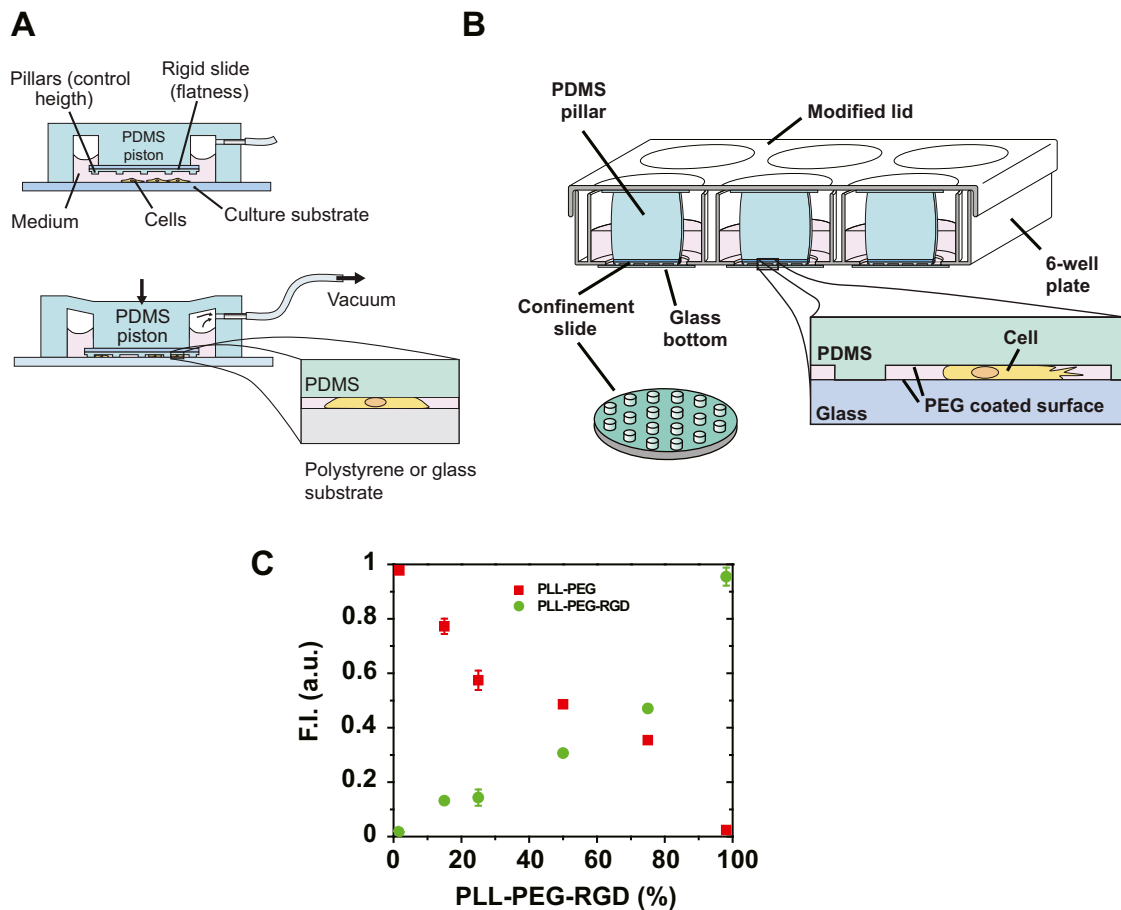 A
Pillars (control
heigth)
Rigid slide
(flatness)
PDMS
piston
Medium
Cells
Culture substrate
PDMS
piston
Vacuum
PDMS
Polystyrene or glass
substrate
B
PDMS
pillar
Modified lid
6-well
plate
Confinement
slide
Glass
bottom
PDMS
Cell
Glass
PEG coated surface
C
1
0.8
0.6
0.4
0.2
0
F.I. (a.u.)
PLL-PEG
PLL-PEG-RGD
0 20 40 60 80 100
PLL-PEG-RGD (%)